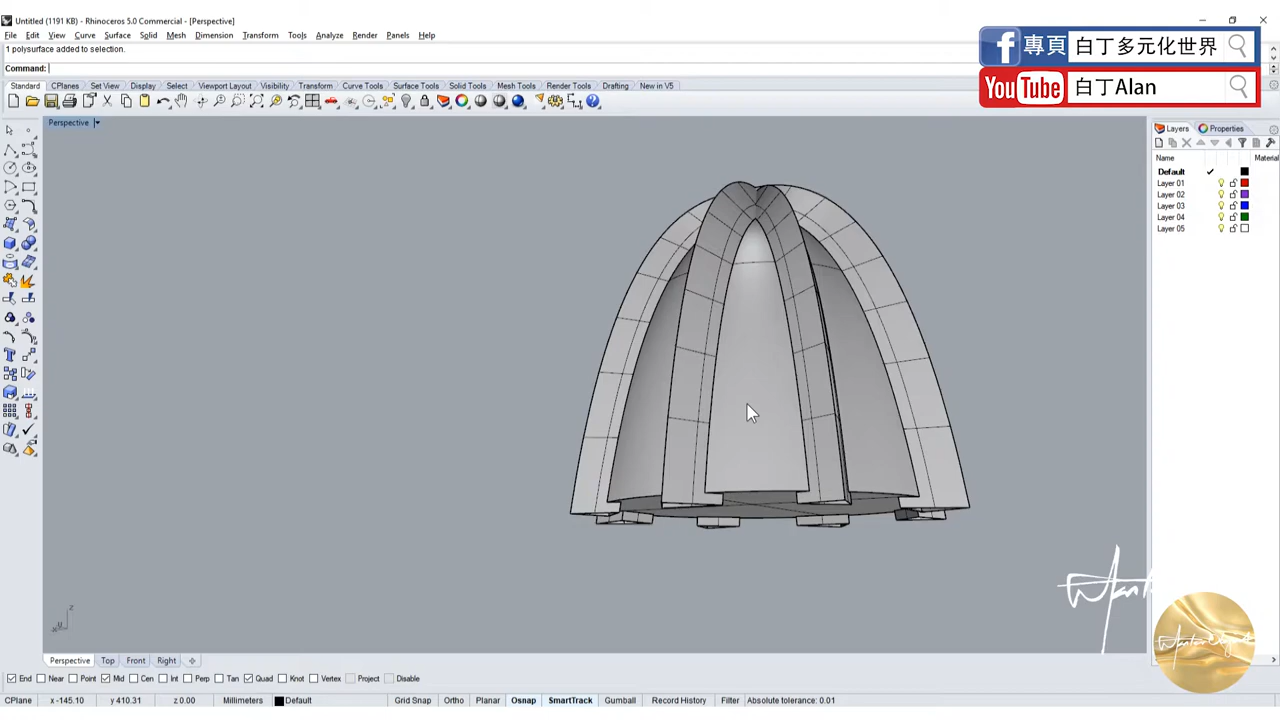 Untitled (1191 KB) - Rhinoceros 5.0 Commercial - [Perspective]
File Edit View Curve Surface Solid Mesh Dimension Transform Tools Analyze Render Panels Help
1 polysurface added to selection.
Command:
專頁 白丁多元化世界
YouTube 白丁Alan
Standard CPlanes Set View Display Select Viewport Layout Visibility Transform Curve Tools Surface Tools Solid Tools Mesh Tools Render Tools Drafting New in V5
Perspective
Layers Properties
Name Material
Default
Layer 01
Layer 02
Layer 03
Layer 04
Layer 05
z
y
x
Perspective Top Front Right
End Near Point Mid Cen Int Perp Tan Quad Knot Vertex Project Disable
CPlane x -145.10 y 410.31 z 0.00 Millimeters Default Grid Snap Ortho Planar Osnap SmartTrack Gumball Record History Filter Absolute tolerance: 0.01